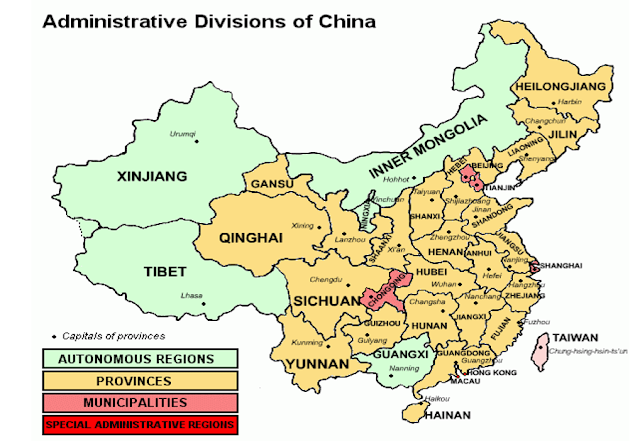 Administrative Divisions of China
HEILONGJIANG
Harbin
Changchun
JILIN
LIAONING
Shenyang
INNER MONGOLIA
Hohhot
Urumqi
XINJIANG
GANSU
HEBEI
BEIJING
TIANJIN
Yinchuan
NINGXIA
Taiyuan
Shijiazhuang
SHANXI
Jinan
SHANDONG
QINGHAI
Xining
Lanzhou
SHAANXI
Xi'an
Zhengzhou
HENAN
JIANGSU
ANHUI
Nanjing
SHANGHAI
TIBET
Lhasa
Chengdu
SICHUAN
CHONGQING
HUBEI
Wuhan
Hefei
Hangzhou
ZHEJIANG
Nanchang
Changsha
HUNAN
JIANGXI
FUJIAN
Fuzhou
GUIZHOU
Guiyang
Kunming
YUNNAN
GUANGXI
Nanning
GUANGDONG
Guangzhou
HONG KONG
MACAU
TAIWAN
Chung-hsing-hsin-ts'un
Haikou
HAINAN
• Capitals of provinces
AUTONOMOUS REGIONS
PROVINCES
MUNICIPALITIES
SPECIAL ADMINISTRATIVE REGIONS